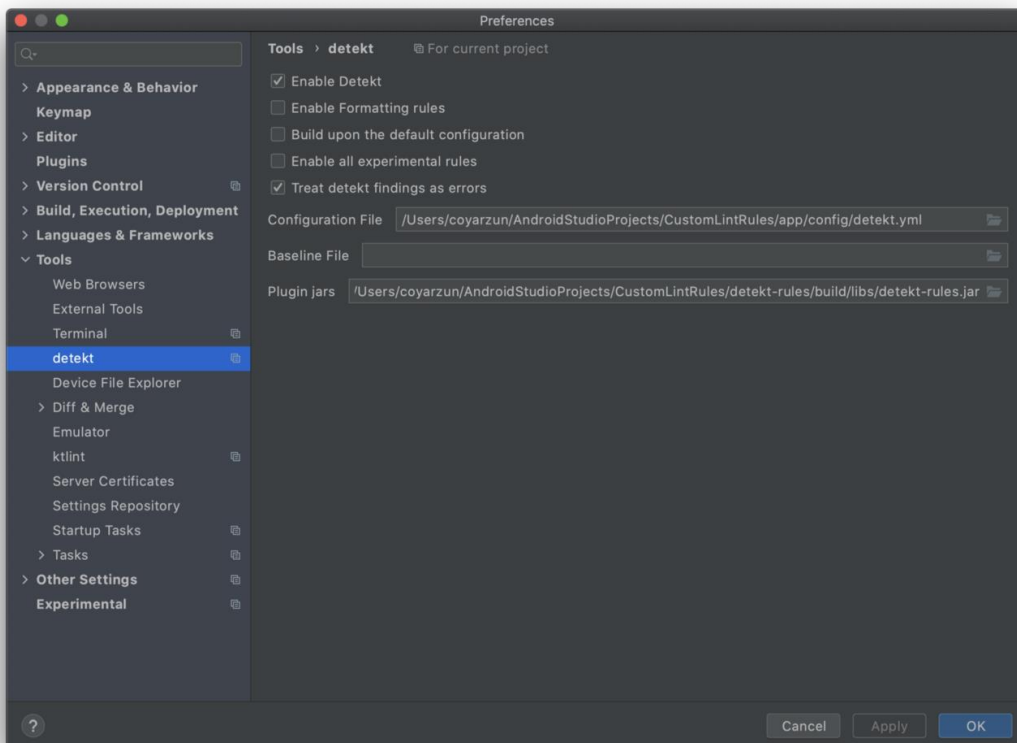 Preferences
Appearance & Behavior
Keymap
Editor
Plugins
Version Control
Build, Execution, Deployment
Languages & Frameworks
Tools
Web Browsers
External Tools
Terminal
detekt
Device File Explorer
Diff & Merge
Emulator
ktlint
Server Certificates
Settings Repository
Startup Tasks
Tasks
Other Settings
Experimental
Tools › detekt For current project
Enable Detekt
Enable Formatting rules
Build upon the default configuration
Enable all experimental rules
Treat detekt findings as errors
Configuration File /Users/coyarzun/AndroidStudioProjects/CustomLintRules/app/config/detekt.yml
Baseline File
Plugin jars /Users/coyarzun/AndroidStudioProjects/CustomLintRules/detekt-rules/build/libs/detekt-rules.jar
? Cancel Apply OK